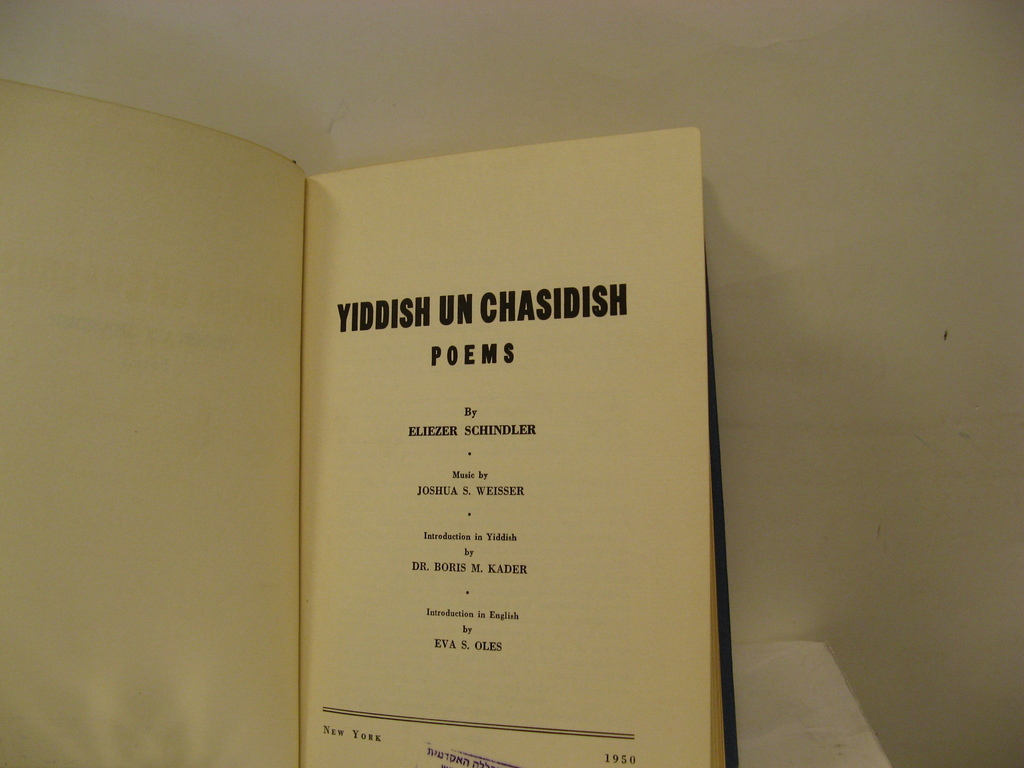 YIDDISH UN CHASIDISH
POEMS
By
ELIEZER SCHINDLER
•
Music by
JOSHUA S. WEISSER
•
Introduction in Yiddish
by
DR. BORIS M. KADER
•
Introduction in English
by
EVA S. OLES
NEW YORK
1950
האקדמית